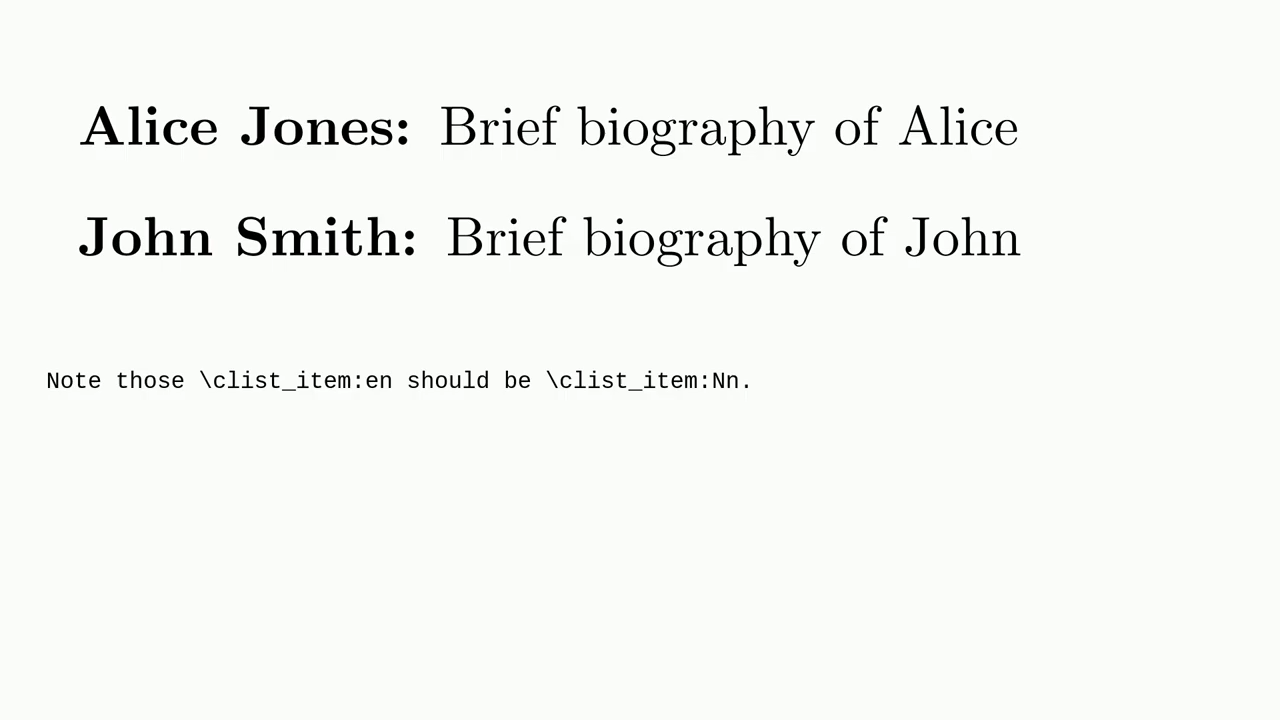 Alice Jones: Brief biography of Alice
John Smith: Brief biography of John
Note those \clist_item:en should be \clist_item:Nn.